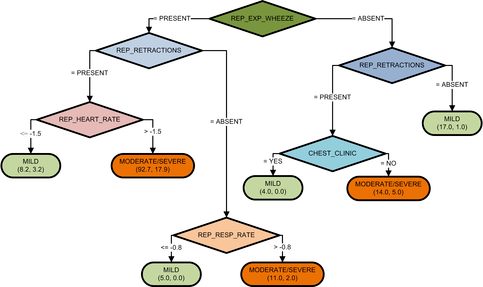 REP_EXP_WHEEZE
= PRESENT
= ABSENT
REP_RETRACTIONS
REP_RETRACTIONS
= PRESENT
= ABSENT
= PRESENT
= ABSENT
REP_HEART_RATE
MILD
(17.0, 1.0)
<= -1.5
> -1.5
CHEST_CLINIC
= YES
= NO
MILD
(8.2, 3.2)
MODERATE/SEVERE
(92.7, 17.9)
MILD
(4.0, 0.0)
MODERATE/SEVERE
(14.0, 5.0)
REP_RESP_RATE
<= -0.8
> -0.8
MILD
(5.0, 0.0)
MODERATE/SEVERE
(11.0, 2.0)